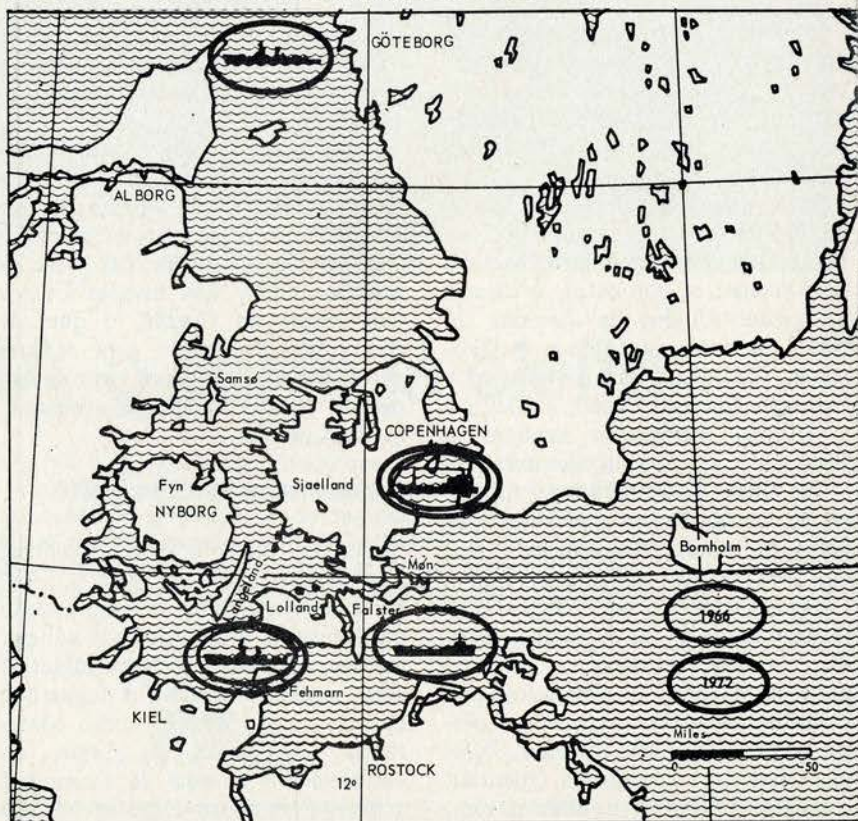 GÖTEBORG
ALBORG
Samsø
COPENHAGEN
Fyn
NYBORG
Sjaelland
Bornholm
Møn
Langeland
Lolland
Falster
1966
1972
Fehmarn
KIEL
Miles
0 50
ROSTOCK
12°